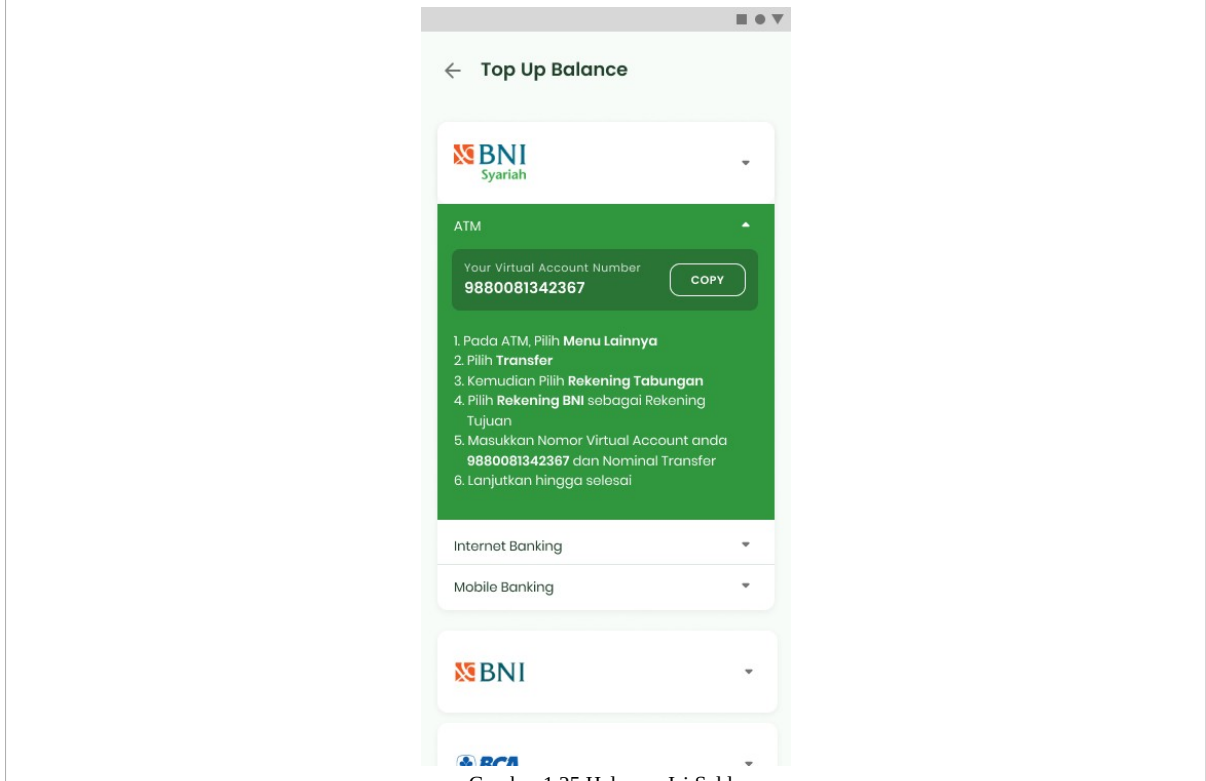 Top Up Balance
BNI
Syariah
ATM
Your Virtual Account Number
9880081342367
COPY
1. Pada ATM, Pilih Menu Lainnya
2. Pilih Transfer
3. Kemudian Pilih Rekening Tabungan
4. Pilih Rekening BNI sebagai Rekening
Tujuan
5. Masukkan Nomor Virtual Account anda
9880081342367 dan Nominal Transfer
6. Lanjutkan hingga selesai
Internet Banking
Mobile Banking
BNI
BCA